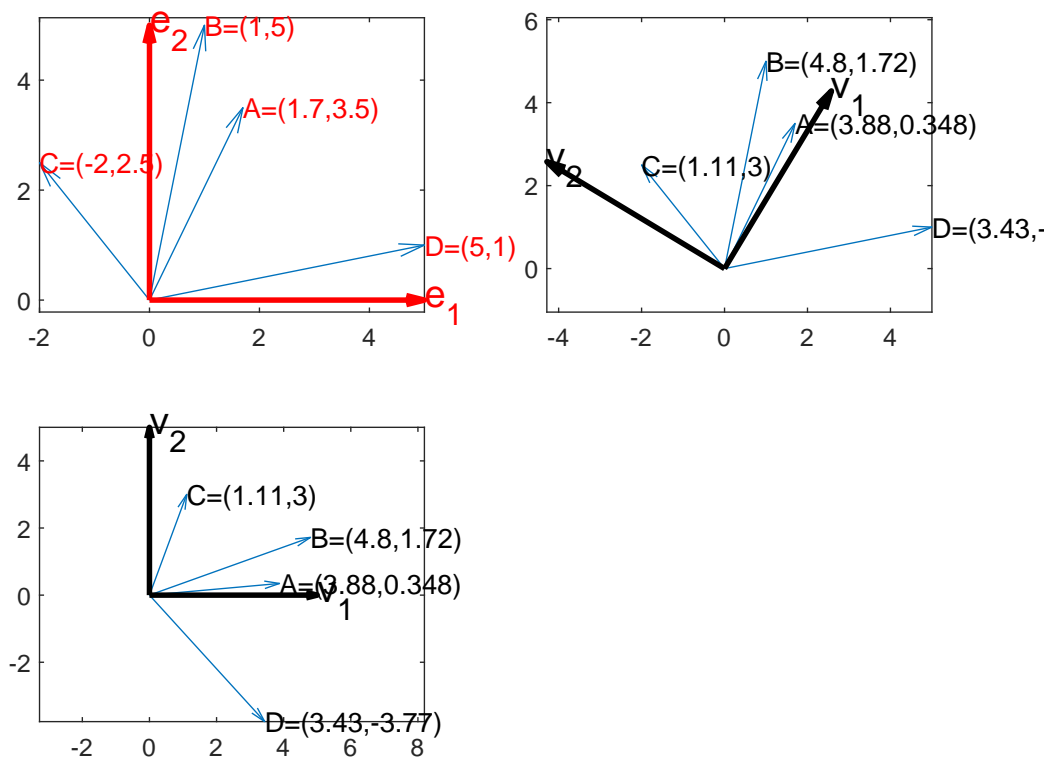 e2
B=(1,5)
A=(1.7,3.5)
C=(-2,2.5)
D=(5,1)
e1
4
2
0
-2
0
2
4
B=(4.8,1.72)
v1
A=(3.88,0.348)
v2
C=(1.11,3)
D=(3.43,-
6
4
2
0
-4
-2
0
2
4
v2
C=(1.11,3)
B=(4.8,1.72)
A=(3.88,0.348)
v1
D=(3.43,-3.77)
4
2
0
-2
-2
0
2
4
6
8